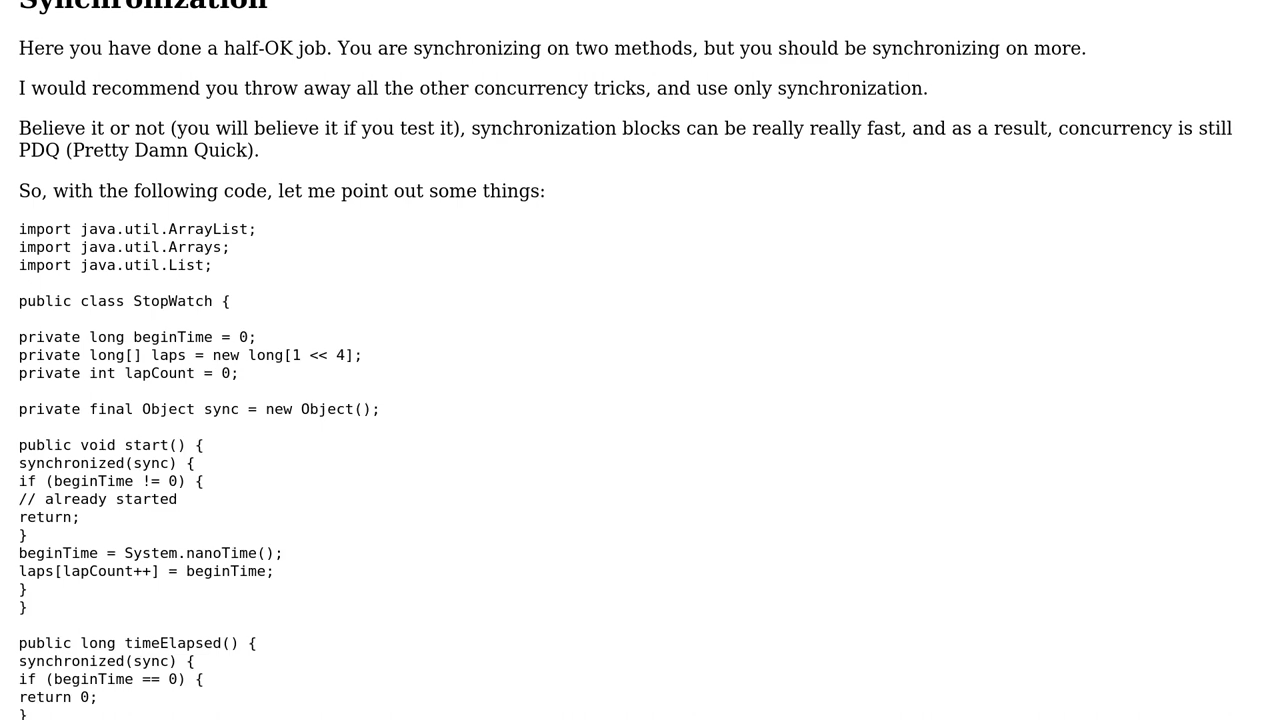 Synchronization
Here you have done a half-OK job. You are synchronizing on two methods, but you should be synchronizing on more.
I would recommend you throw away all the other concurrency tricks, and use only synchronization.
Believe it or not (you will believe it if you test it), synchronization blocks can be really really fast, and as a result, concurrency is still
PDQ (Pretty Damn Quick).
So, with the following code, let me point out some things:
import java.util.ArrayList;
import java.util.Arrays;
import java.util.List;
public class StopWatch {
private long beginTime = 0;
private long[] laps = new long[1 << 4];
private int lapCount = 0;
private final Object sync = new Object();
public void start() {
synchronized(sync) {
if (beginTime != 0) {
// already started
return;
}
beginTime = System.nanoTime();
laps[lapCount++] = beginTime;
}
}
public long timeElapsed() {
synchronized(sync) {
if (beginTime == 0) {
return 0;
}